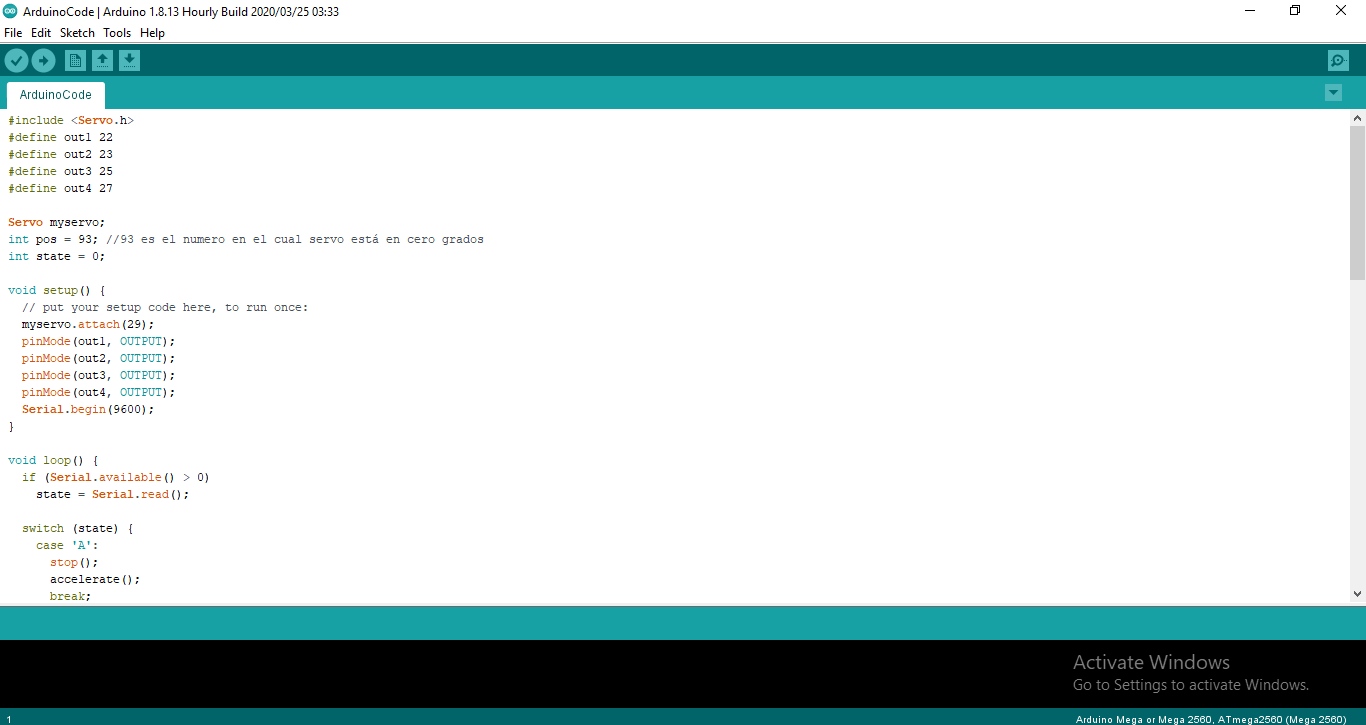 ArduinoCode | Arduino 1.8.13 Hourly Build 2020/03/25 03:33
File Edit Sketch Tools Help
ArduinoCode
#include <Servo.h>
#define out1 22
#define out2 23
#define out3 25
#define out4 27
Servo myservo;
int pos = 93; //93 es el numero en el cual servo está en cero grados
int state = 0;
void setup() {
// put your setup code here, to run once:
myservo.attach(29);
pinMode(out1, OUTPUT);
pinMode(out2, OUTPUT);
pinMode(out3, OUTPUT);
pinMode(out4, OUTPUT);
Serial.begin(9600);
}
void loop() {
if (Serial.available() > 0)
state = Serial.read();
switch (state) {
case 'A':
stop();
accelerate();
break;
Activate Windows
Go to Settings to activate Windows.
1
Arduino Mega or Mega 2560, ATmega2560 (Mega 2560)